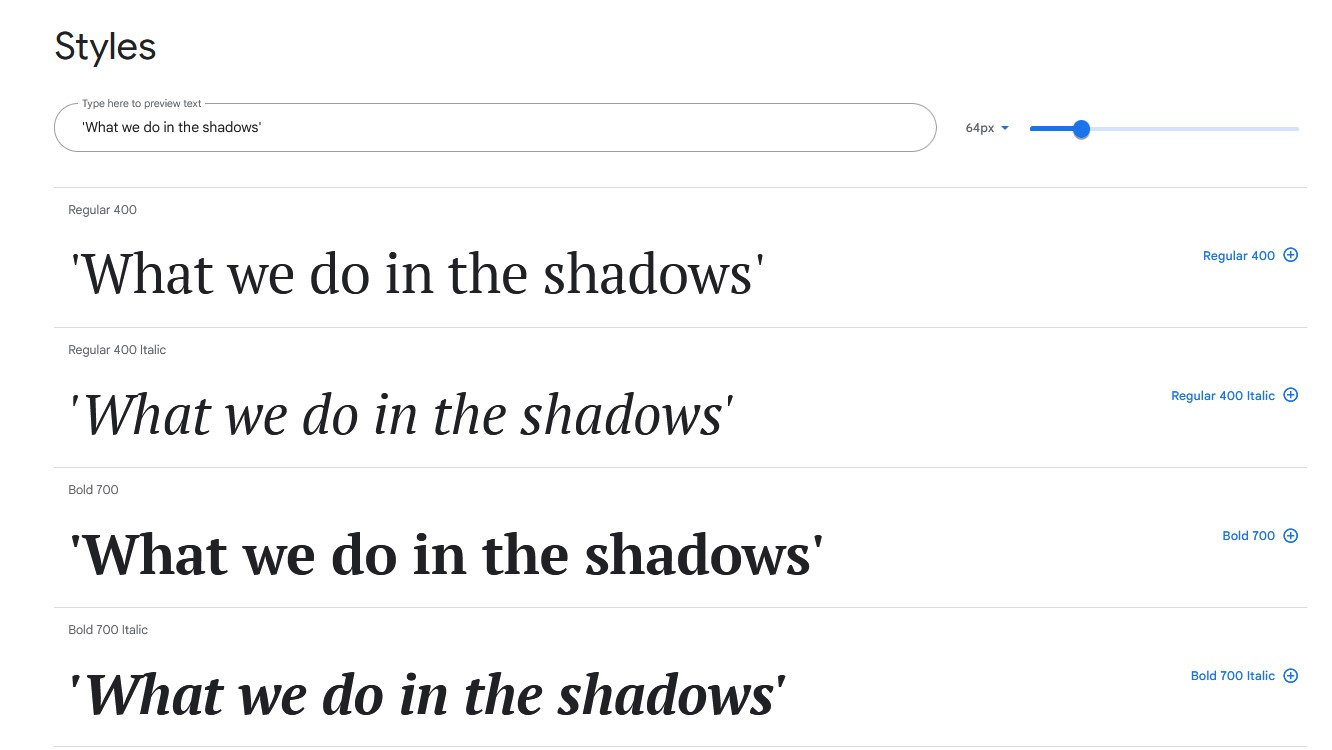 Styles
Type here to preview text
'What we do in the shadows'
64px
Regular 400
'What we do in the shadows'
Regular 400
Regular 400 Italic
'What we do in the shadows'
Regular 400 Italic
Bold 700
'What we do in the shadows'
Bold 700
Bold 700 Italic
'What we do in the shadows'
Bold 700 Italic